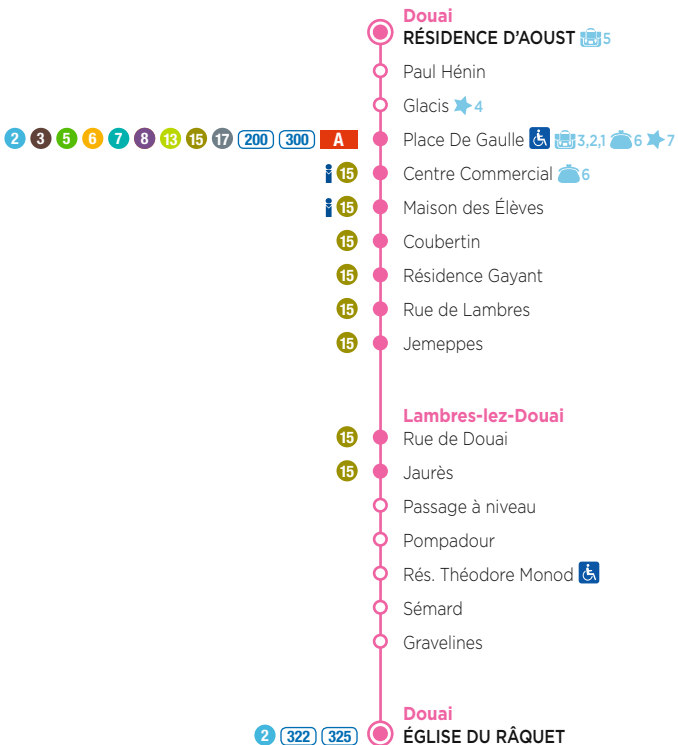 Douai
RÉSIDENCE D'AOUST 5
Paul Hénin
Glacis 4
2 3 5 6 7 8 13 15 17 200 300 A Place De Gaulle 3,2,1 6 7
15 Centre Commercial 6
15 Maison des Élèves
15 Coubertin
15 Résidence Gayant
15 Rue de Lambres
15 Jemeppes
Lambres-lez-Douai
15 Rue de Douai
15 Jaurès
Passage à niveau
Pompadour
Rés. Théodore Monod
Sémard
Gravelines
Douai
2 322 325 ÉGLISE DU RÂQUET